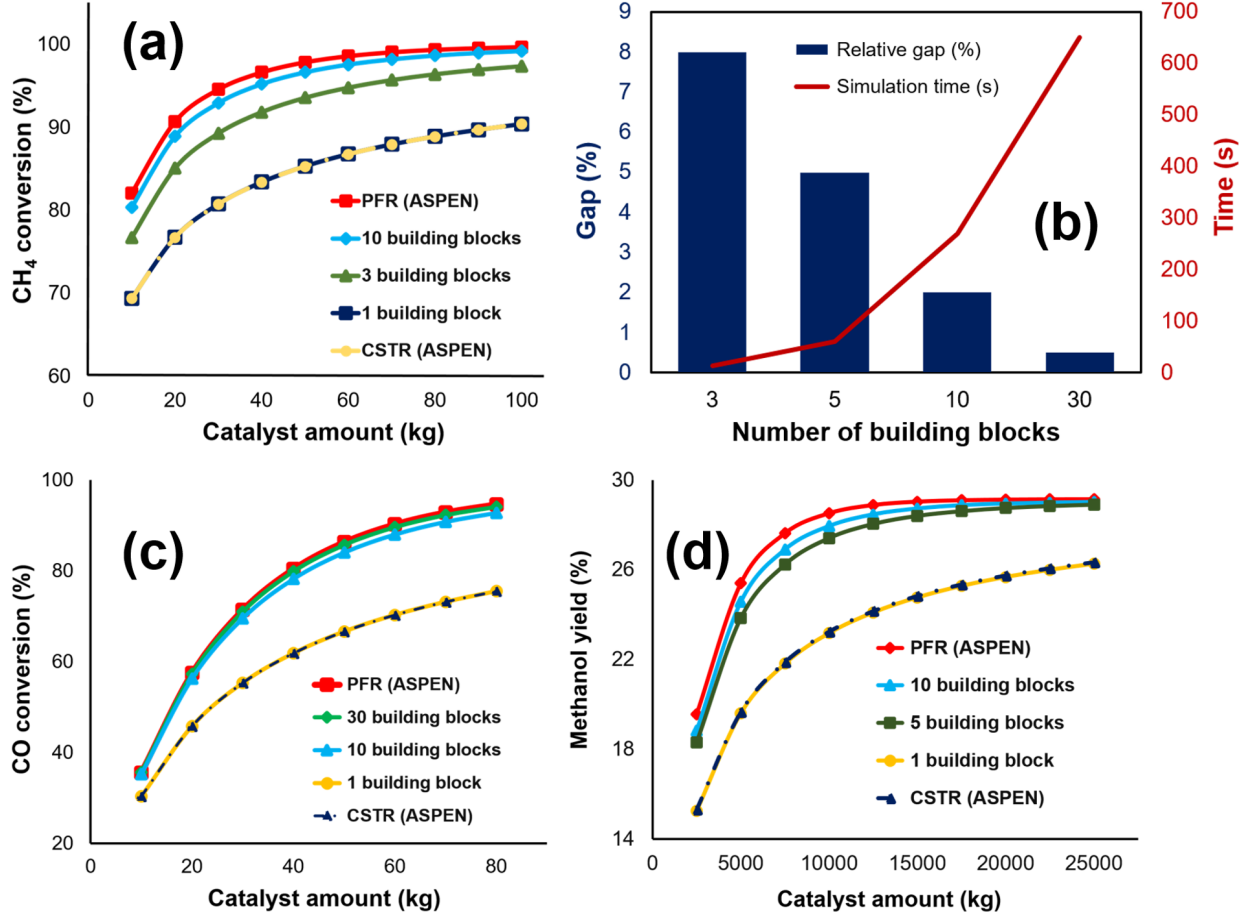 (a)
CH4 conversion (%)
100
90
80
70
60
0
20
40
60
80
100
Catalyst amount (kg)
PFR (ASPEN)
10 building blocks
3 building blocks
1 building block
CSTR (ASPEN)
(b)
Gap (%)
9
8
7
6
5
4
3
2
1
0
Relative gap (%)
Simulation time (s)
700
600
500
400
300
200
100
0
Time (s)
3
5
10
30
Number of building blocks
(c)
CO conversion (%)
100
80
60
40
20
0
20
40
60
80
Catalyst amount (kg)
PFR (ASPEN)
30 building blocks
10 building blocks
1 building block
CSTR (ASPEN)
(d)
Methanol yield (%)
30
26
22
18
14
0
5000
10000
15000
20000
25000
Catalyst amount (kg)
PFR (ASPEN)
10 building blocks
5 building blocks
1 building block
CSTR (ASPEN)